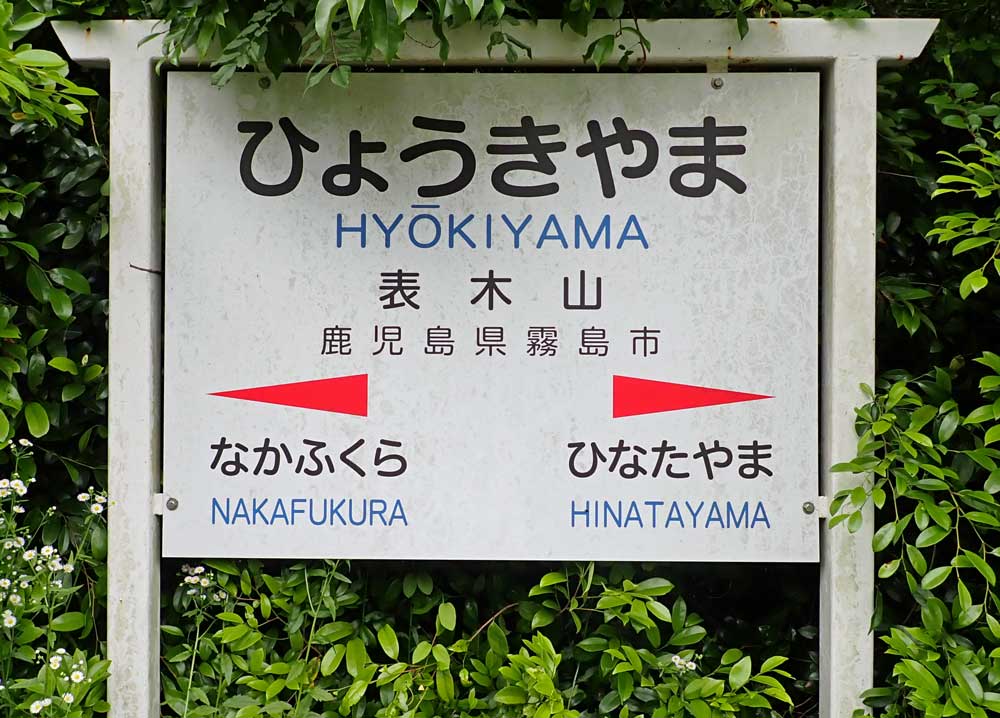 ひょうきやま
HYŌKIYAMA
表木山
鹿児島県霧島市
なかふくら ひなたやま
NAKAFUKURA HINATAYAMA